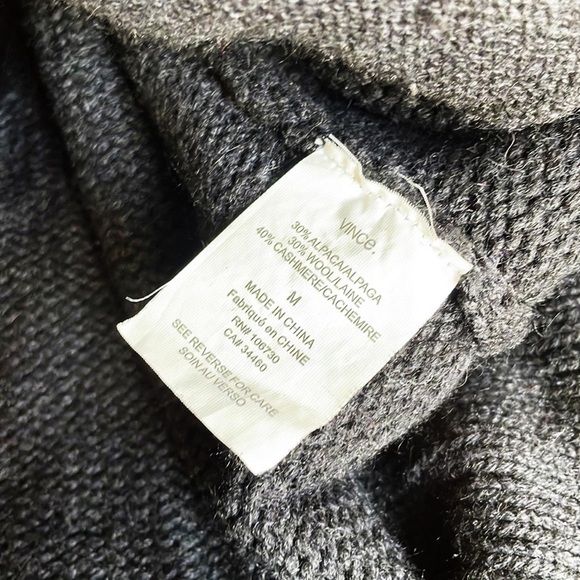 VINCE.
30% ALPACA/ALPAGA
30% WOOL/LAINE
40% CASHMERE/CACHEMIRE
M
MADE IN CHINA
Fabriqué en CHINE
RN# 106730
CA# 34460
SEE REVERSE FOR CARE
SOIN AU VERSO